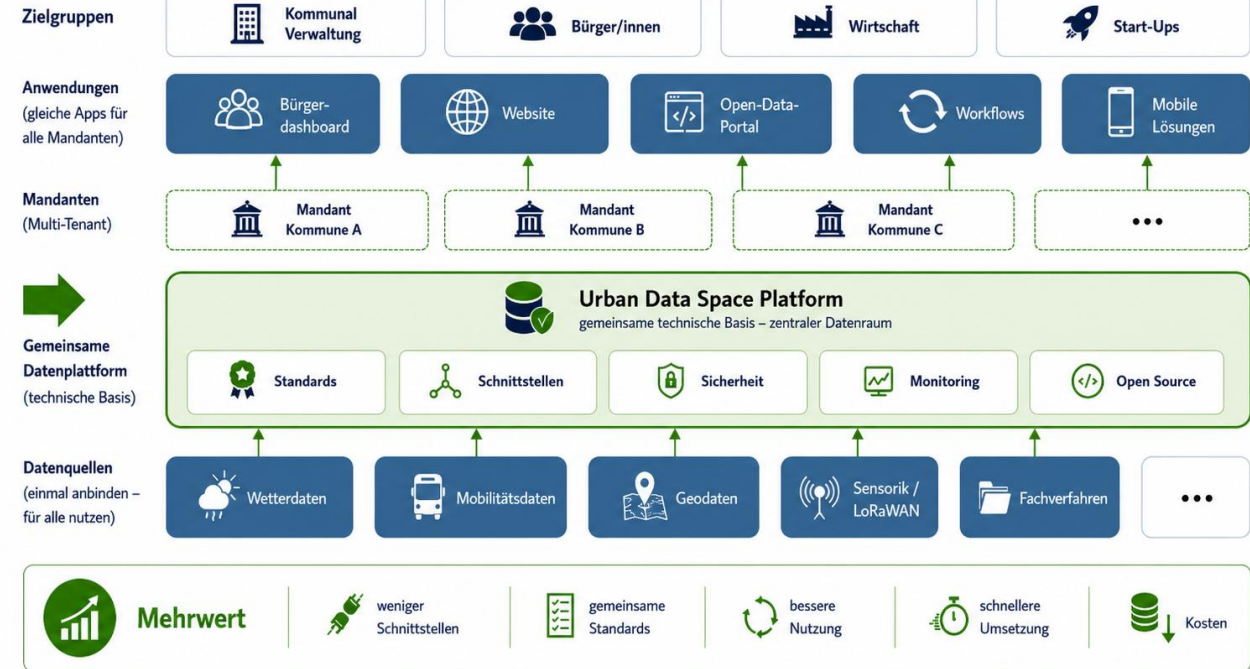 Zielgruppen
Kommunal
Verwaltung
Bürger/innen
Wirtschaft
Start-Ups
Anwendungen
(gleiche Apps für
alle Mandanten)
Bürger-
dashboard
Website
Open-Data-
Portal
Workflows
Mobile
Lösungen
Mandanten
(Multi-Tenant)
Mandant
Kommune A
Mandant
Kommune B
Mandant
Kommune C
•••
Gemeinsame
Datenplattform
(technische Basis)
Urban Data Space Platform
gemeinsame technische Basis – zentraler Datenraum
Standards
Schnittstellen
Sicherheit
Monitoring
</>
Open Source
Datenquellen
(einmal anbinden –
für alle nutzen)
Wetterdaten
Mobilitätsdaten
Geodaten
Sensorik /
LoRaWAN
Fachverfahren
•••
Mehrwert
weniger
Schnittstellen
gemeinsame
Standards
bessere
Nutzung
schnellere
Umsetzung
Kosten